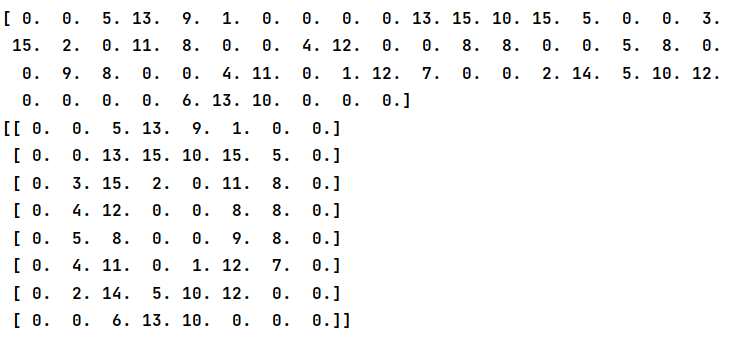 [ 0.  0.  5. 13.  9.  1.  0.  0.  0.  0. 13. 15. 10. 15.  5.  0.  0.  3.
 15.  2.  0. 11.  8.  0.  0.  4. 12.  0.  0.  8.  8.  0.  0.  5.  8.  0.
  0.  9.  8.  0.  0.  4. 11.  0.  1. 12.  7.  0.  0.  2. 14.  5. 10. 12.
  0.  0.  0.  0.  6. 13. 10.  0.  0.  0.]
[[ 0.  0.  5. 13.  9.  1.  0.  0.]
 [ 0.  0. 13. 15. 10. 15.  5.  0.]
 [ 0.  3. 15.  2.  0. 11.  8.  0.]
 [ 0.  4. 12.  0.  0.  8.  8.  0.]
 [ 0.  5.  8.  0.  0.  9.  8.  0.]
 [ 0.  4. 11.  0.  1. 12.  7.  0.]
 [ 0.  2. 14.  5. 10. 12.  0.  0.]
 [ 0.  0.  6. 13. 10.  0.  0.  0.]]